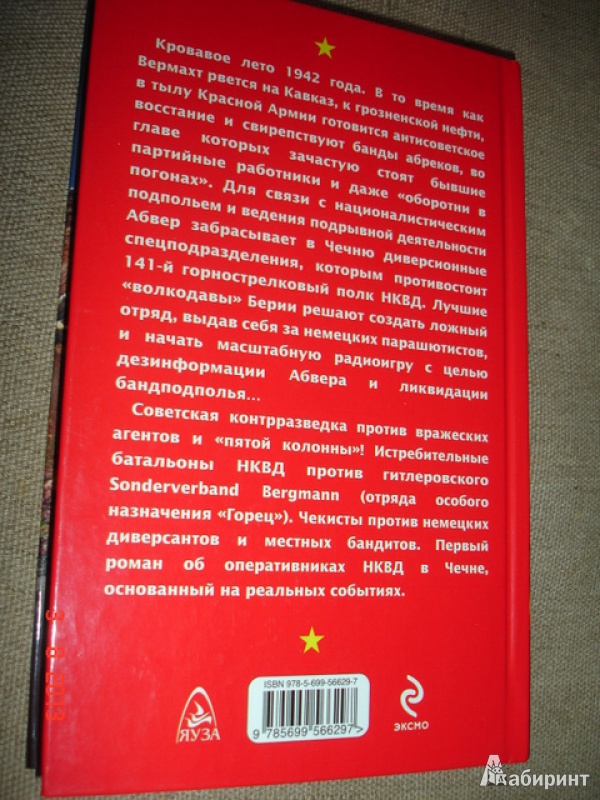 Кровавое лето 1942 года. В то время как
Вермахт рвется на Кавказ, к грозненской нефти,
в тылу Красной Армии готовится антисоветское
восстание и свирепствуют банды абреков, во
главе которых зачастую стоят бывшие
партийные работники и даже «оборотни в
погонах». Для связи с националистическим
подпольем и ведения подрывной деятельности
Абвер забрасывает в Чечню диверсионные
спецподразделения, которым противостоит
141-й горнострелковый полк НКВД. Лучшие
«волкодавы» Берии решают создать ложный
отряд, выдав себя за немецких парашютистов,
и начать масштабную радиоигру с целью
дезинформации Абвера и ликвидации
бандподполья...
Советская контрразведка против вражеских
агентов и «пятой колонны»! Истребительные
батальоны НКВД против гитлеровского
Sonderverband Bergmann (отряда особого
назначения «Горец»). Чекисты против немецких
диверсантов и местных бандитов. Первый
роман об оперативниках НКВД в Чечне,
основанный на реальных событиях.
ISBN 978-5-699-56629-7
9 785699 566297 >
ЯУЗА
ЭКСМО
Лабиринт